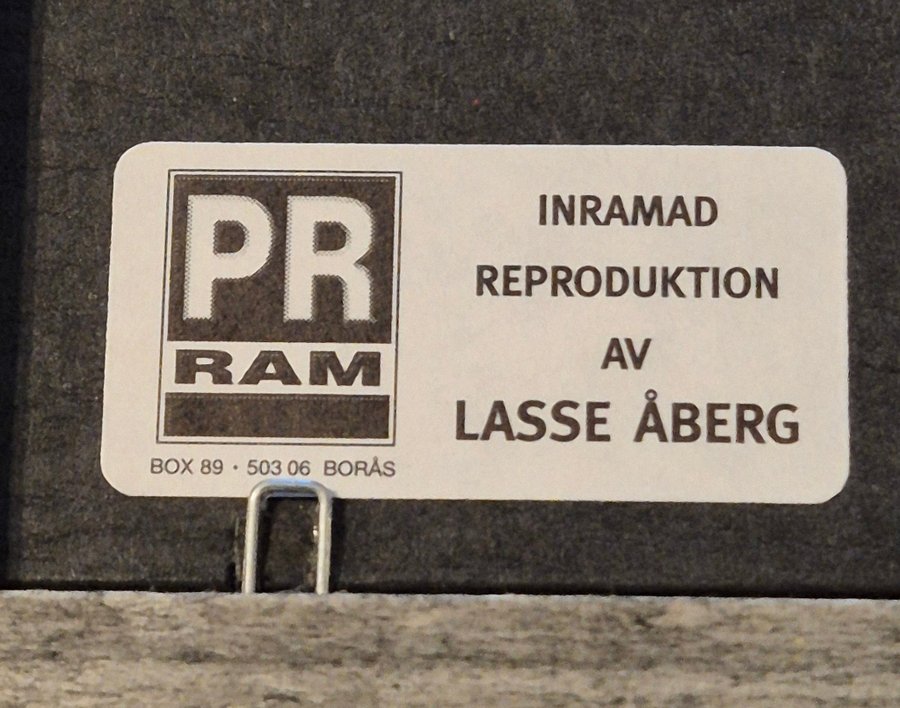 PR
RAM
BOX 89 · 503 06 BORÅS
INRAMAD
REPRODUKTION
AV
LASSE ÅBERG